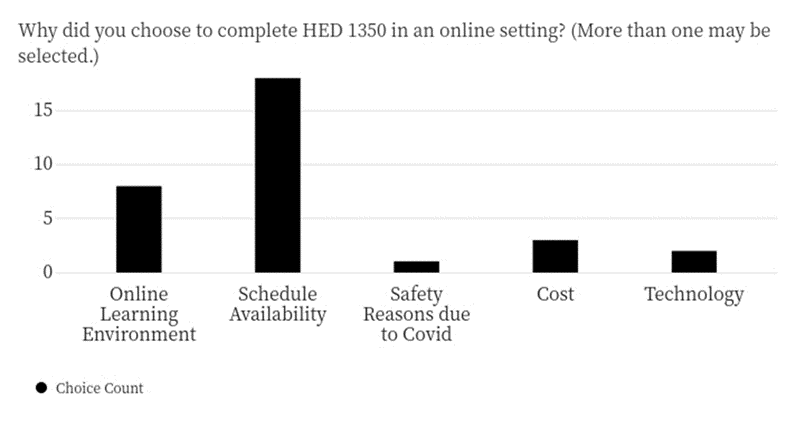 Why did you choose to complete HED 1350 in an online setting? (More than one may be
selected.)
15
10
5
0
Online
Learning
Environment
Schedule
Availability
Safety
Reasons due
to Covid
Cost
Technology
Choice Count